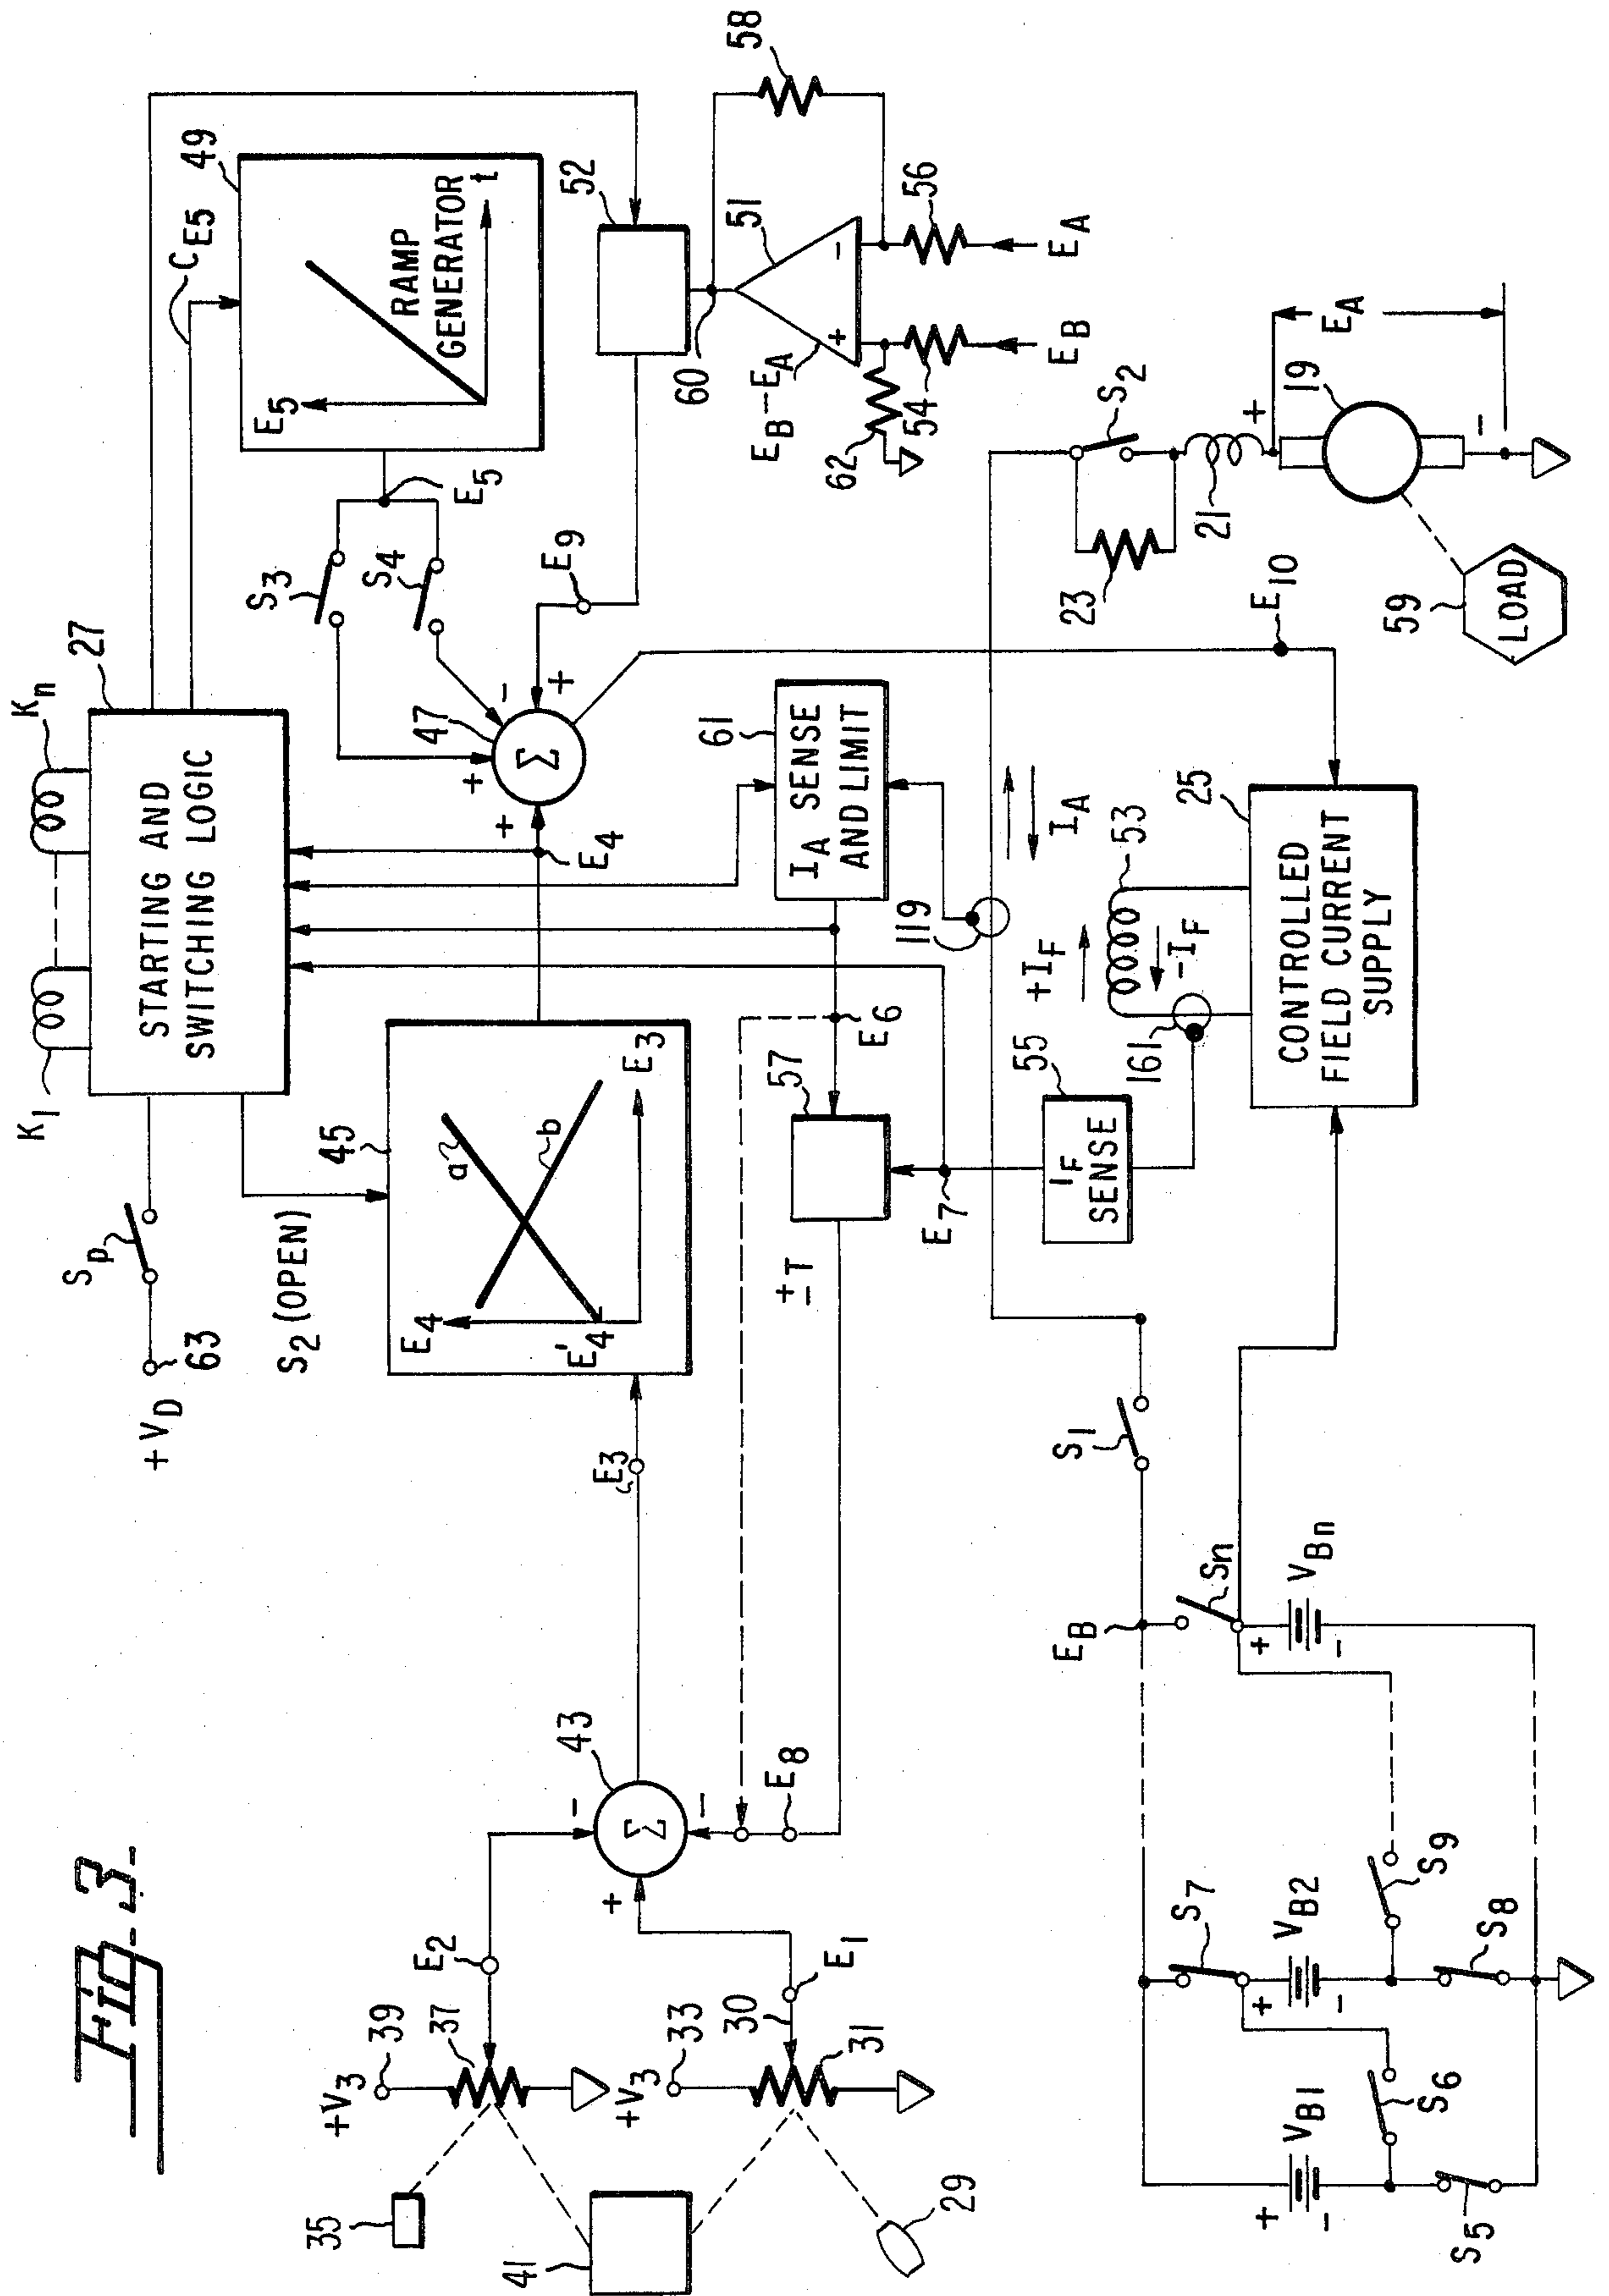 Fig-3-
K1
Kn
27
STARTING AND
SWITCHING LOGIC
+VD
63
Sp
S2 (OPEN)
45
E4
E'4
a
b
E3
E3
CE5
49
E5
RAMP
GENERATOR
t
E5
S3
S4
47
Σ
+
+
-
+
E4
E9
52
60
51
58
EB-EA
+
-
62
54
56
EB
EA
61
IA SENSE
AND LIMIT
E6
57
±T
E7
55
IF
SENSE
119
IA
+IF
-IF
53
161
25
CONTROLLED
FIELD CURRENT
SUPPLY
E10
23
S2
21
+
-
19
EA
59
LOAD
43
Σ
-
+
-
E8
E2
E1
+V3
39
37
+V3
33
30
31
35
41
29
EB
S1
Sn
+
-
VBn
S7
+
-
VB2
S9
S8
+
-
VB1
S6
S5